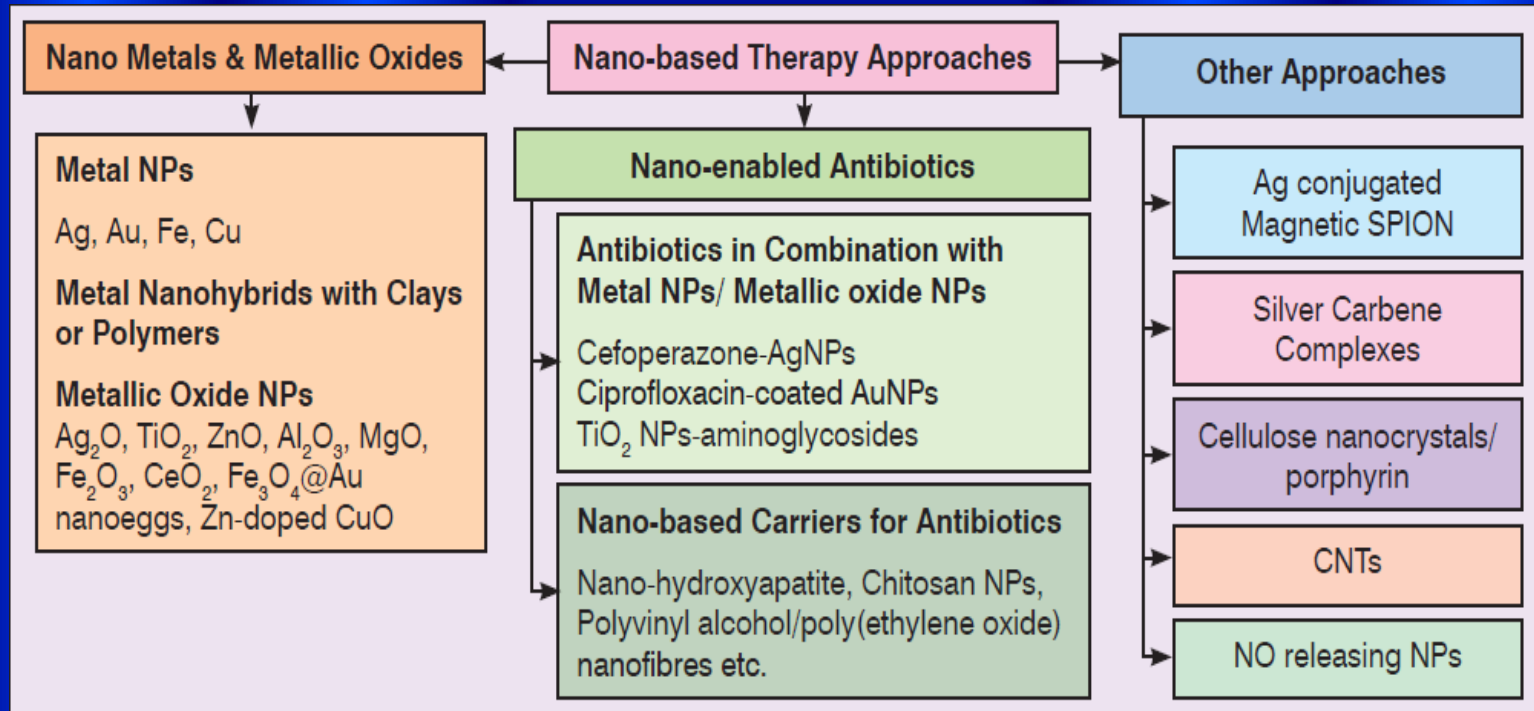 Nano Metals & Metallic Oxides
Nano-based Therapy Approaches
Other Approaches
Metal NPs
Ag, Au, Fe, Cu
Metal Nanohybrids with Clays
or Polymers
Metallic Oxide NPs
Ag₂O, TiO₂, ZnO, Al₂O₃, MgO,
Fe₂O₃, CeO₂, Fe₃O₄@Au
nanoeggs, Zn-doped CuO
Nano-enabled Antibiotics
Antibiotics in Combination with
Metal NPs/ Metallic oxide NPs
Cefoperazone-AgNPs
Ciprofloxacin-coated AuNPs
TiO₂ NPs-aminoglycosides
Nano-based Carriers for Antibiotics
Nano-hydroxyapatite, Chitosan NPs,
Polyvinyl alcohol/poly(ethylene oxide)
nanofibres etc.
Ag conjugated
Magnetic SPION
Silver Carbene
Complexes
Cellulose nanocrystals/
porphyrin
CNTs
NO releasing NPs